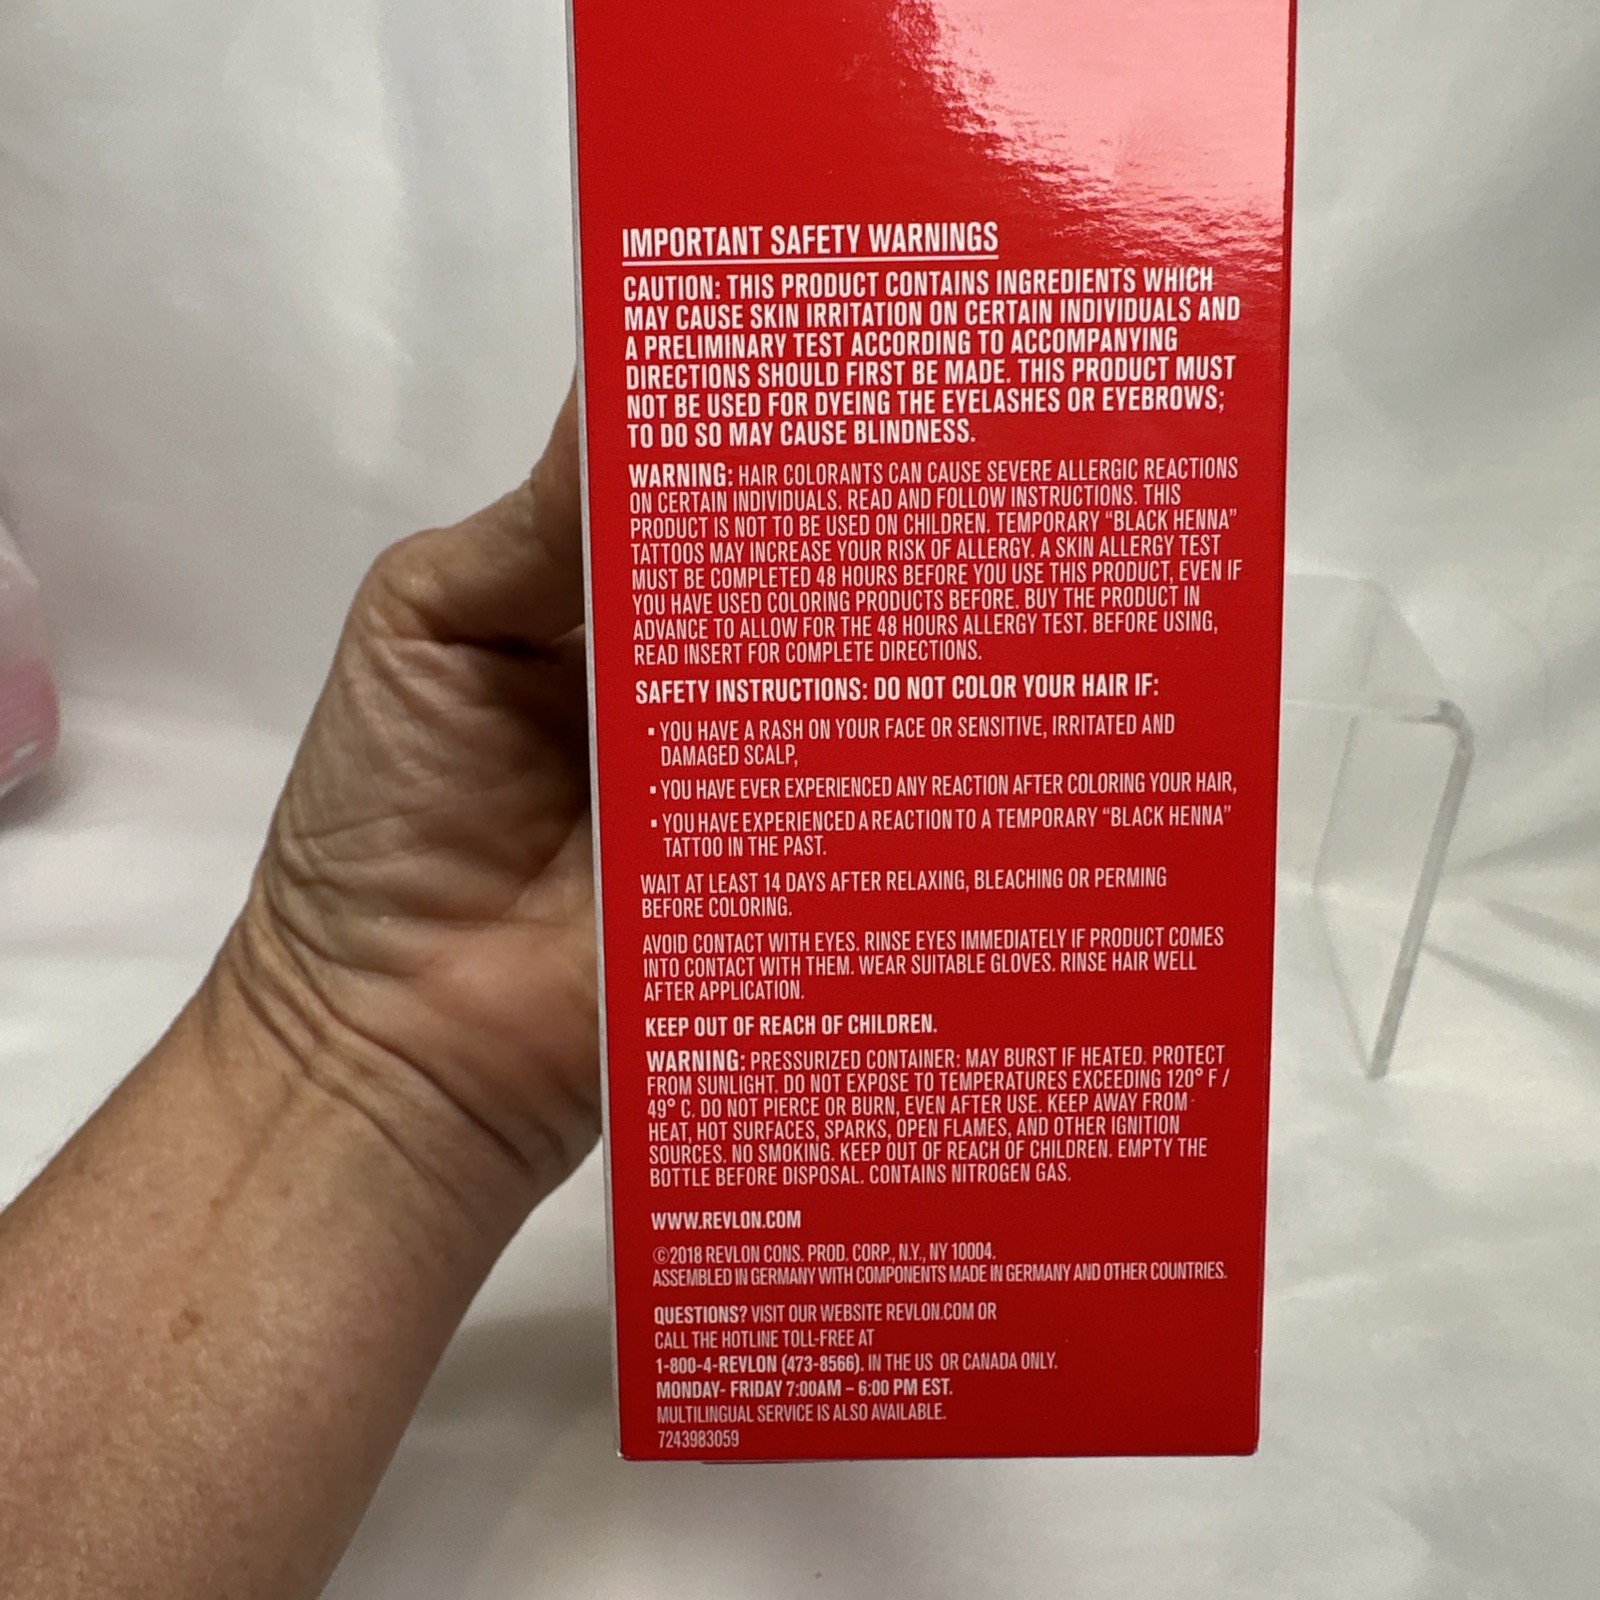 IMPORTANT SAFETY WARNINGS
CAUTION: THIS PRODUCT CONTAINS INGREDIENTS WHICH
MAY CAUSE SKIN IRRITATION ON CERTAIN INDIVIDUALS AND
A PRELIMINARY TEST ACCORDING TO ACCOMPANYING
DIRECTIONS SHOULD FIRST BE MADE. THIS PRODUCT MUST
NOT BE USED FOR DYEING THE EYELASHES OR EYEBROWS;
TO DO SO MAY CAUSE BLINDNESS.
WARNING: HAIR COLORANTS CAN CAUSE SEVERE ALLERGIC REACTIONS
ON CERTAIN INDIVIDUALS. READ AND FOLLOW INSTRUCTIONS. THIS
PRODUCT IS NOT TO BE USED ON CHILDREN. TEMPORARY “BLACK HENNA”
TATTOOS MAY INCREASE YOUR RISK OF ALLERGY. A SKIN ALLERGY TEST
MUST BE COMPLETED 48 HOURS BEFORE YOU USE THIS PRODUCT, EVEN IF
YOU HAVE USED COLORING PRODUCTS BEFORE. BUY THE PRODUCT IN
ADVANCE TO ALLOW FOR THE 48 HOURS ALLERGY TEST. BEFORE USING,
READ INSERT FOR COMPLETE DIRECTIONS.
SAFETY INSTRUCTIONS: DO NOT COLOR YOUR HAIR IF:
▪ YOU HAVE A RASH ON YOUR FACE OR SENSITIVE, IRRITATED AND
DAMAGED SCALP,
▪ YOU HAVE EVER EXPERIENCED ANY REACTION AFTER COLORING YOUR HAIR,
▪ YOU HAVE EXPERIENCED A REACTION TO A TEMPORARY “BLACK HENNA”
TATTOO IN THE PAST.
WAIT AT LEAST 14 DAYS AFTER RELAXING, BLEACHING OR PERMING
BEFORE COLORING.
AVOID CONTACT WITH EYES. RINSE EYES IMMEDIATELY IF PRODUCT COMES
INTO CONTACT WITH THEM. WEAR SUITABLE GLOVES. RINSE HAIR WELL
AFTER APPLICATION.
KEEP OUT OF REACH OF CHILDREN.
WARNING: PRESSURIZED CONTAINER: MAY BURST IF HEATED. PROTECT
FROM SUNLIGHT. DO NOT EXPOSE TO TEMPERATURES EXCEEDING 120° F /
49° C. DO NOT PIERCE OR BURN, EVEN AFTER USE. KEEP AWAY FROM
HEAT, HOT SURFACES, SPARKS, OPEN FLAMES, AND OTHER IGNITION
SOURCES. NO SMOKING. KEEP OUT OF REACH OF CHILDREN. EMPTY THE
BOTTLE BEFORE DISPOSAL. CONTAINS NITROGEN GAS.
WWW.REVLON.COM
©2018 REVLON CONS. PROD. CORP., N.Y., NY 10004.
ASSEMBLED IN GERMANY WITH COMPONENTS MADE IN GERMANY AND OTHER COUNTRIES.
QUESTIONS? VISIT OUR WEBSITE REVLON.COM OR
CALL THE HOTLINE TOLL-FREE AT
1-800-4-REVLON (473-8566). IN THE US OR CANADA ONLY.
MONDAY- FRIDAY 7:00AM – 6:00 PM EST.
MULTILINGUAL SERVICE IS ALSO AVAILABLE.
7243983059